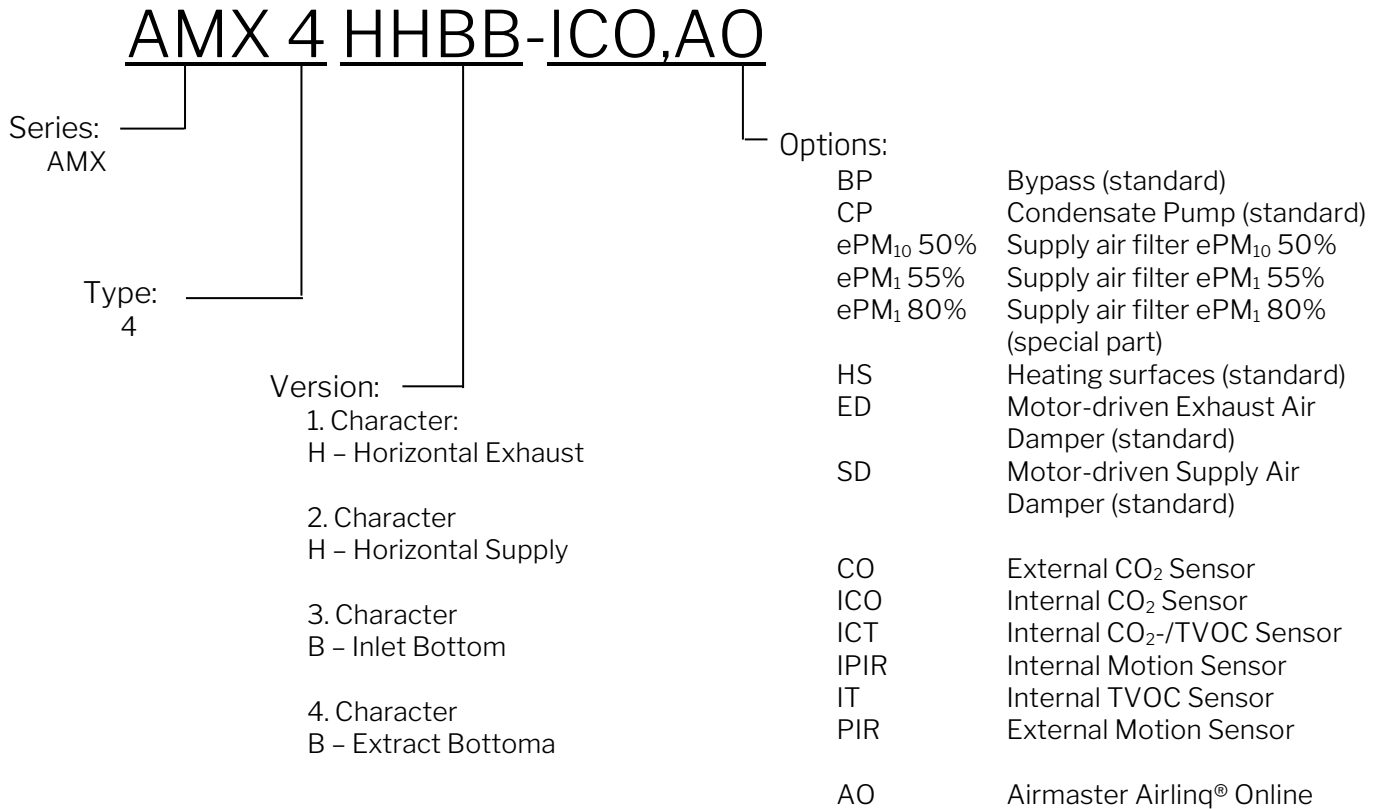 AMX 4 HHBB-ICO,AO
Series:
AMX
Type:
4
Version:
1. Character:
H – Horizontal Exhaust
2. Character
H – Horizontal Supply
3. Character
B – Inlet Bottom
4. Character
B – Extract Bottoma
Options:
BP Bypass (standard)
CP Condensate Pump (standard)
ePM₁₀ 50% Supply air filter ePM₁₀ 50%
ePM₁ 55% Supply air filter ePM₁ 55%
ePM₁ 80% Supply air filter ePM₁ 80%
(special part)
HS Heating surfaces (standard)
ED Motor-driven Exhaust Air
Damper (standard)
SD Motor-driven Supply Air
Damper (standard)
CO External CO₂ Sensor
ICO Internal CO₂ Sensor
ICT Internal CO₂-/TVOC Sensor
IPIR Internal Motion Sensor
IT Internal TVOC Sensor
PIR External Motion Sensor
AO Airmaster Airlinq® Online